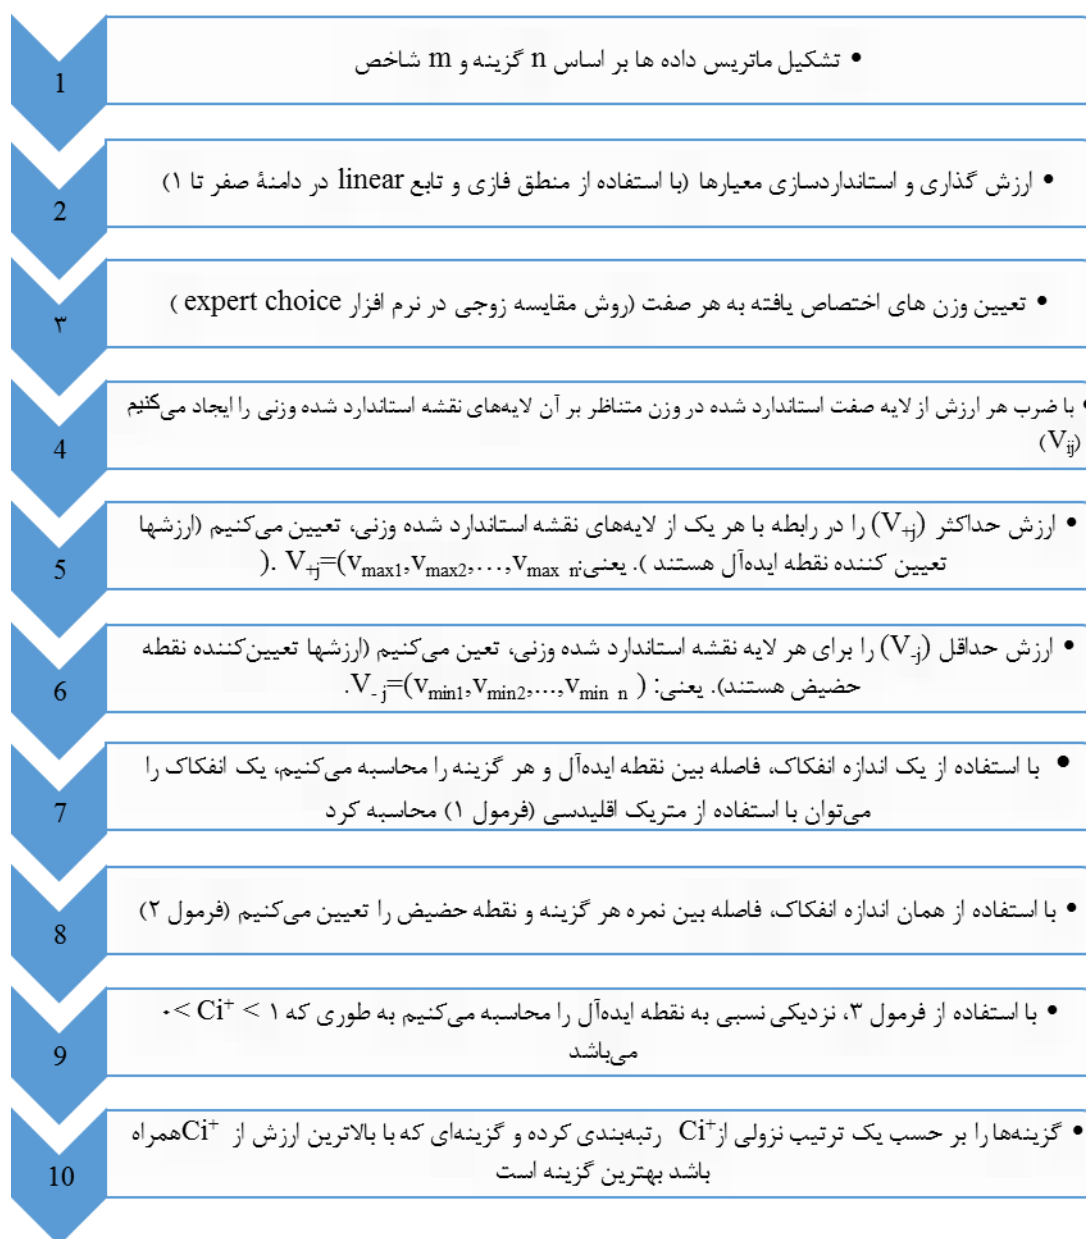 1
• تشکیل ماتریس داده ها بر اساس n گزینه و m شاخص
2
• ارزش گذاری و استانداردسازی معیارها (با استفاده از منطق فازی و تابع linear در دامنهٔ صفر تا ۱)
۳
• تعیین وزن های اختصاص یافته به هر صفت (روش مقایسه زوجی در نرم افزار expert choice )
4
• با ضرب هر ارزش از لایه صفت استاندارد شده در وزن متناظر بر آن لایه‌های نقشه استاندارد شده وزنی را ایجاد می‌کنیم
(Vij)
5
• ارزش حداکثر (V+j) را در رابطه با هر یک از لایه‌های نقشه استاندارد شده وزنی، تعیین می‌کنیم (ارزشها
تعیین کننده نقطه ایده‌آل هستند ). یعنی: V+j=(vmax1,vmax2,…,vmax n ).
6
• ارزش حداقل (V-j) را برای هر لایه نقشه استاندارد شده وزنی، تعین می‌کنیم (ارزشها تعیین‌کننده نقطه
حضیض هستند). یعنی: V- j=(vmin1,vmin2,...,vmin n ).
7
• با استفاده از یک اندازه انفکاک، فاصله بین نقطه ایده‌آل و هر گزینه را محاسبه می‌کنیم، یک انفکاک را
می‌توان با استفاده از متریک اقلیدسی (فرمول ۱) محاسبه کرد
8
• با استفاده از همان اندازه انفکاک، فاصله بین نمره هر گزینه و نقطه حضیض را تعیین می‌کنیم (فرمول ۲)
9
• با استفاده از فرمول ۳، نزدیکی نسبی به نقطه ایده‌آل را محاسبه می‌کنیم به طوری که ۰< Ci+ < ۱
می‌باشد
10
• گزینه‌ها را بر حسب یک ترتیب نزولی از Ci+ رتبه‌بندی کرده و گزینه‌ای که با بالاترین ارزش از Ci+ همراه
باشد بهترین گزینه است